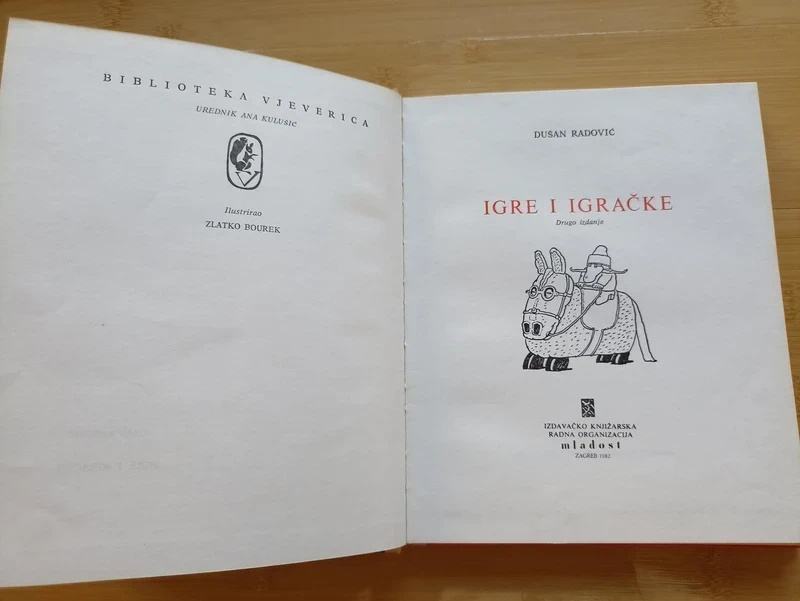 BIBLIOTEKA VJEVERICA
UREDNIK ANA KULUŠIĆ
Ilustrirao
ZLATKO BOUREK
DUŠAN RADOVIĆ
IGRE I IGRAČKE
Drugo izdanje
IZDAVAČKO KNJIŽARSKA
RADNA ORGANIZACIJA
mladost
ZAGREB 1982.